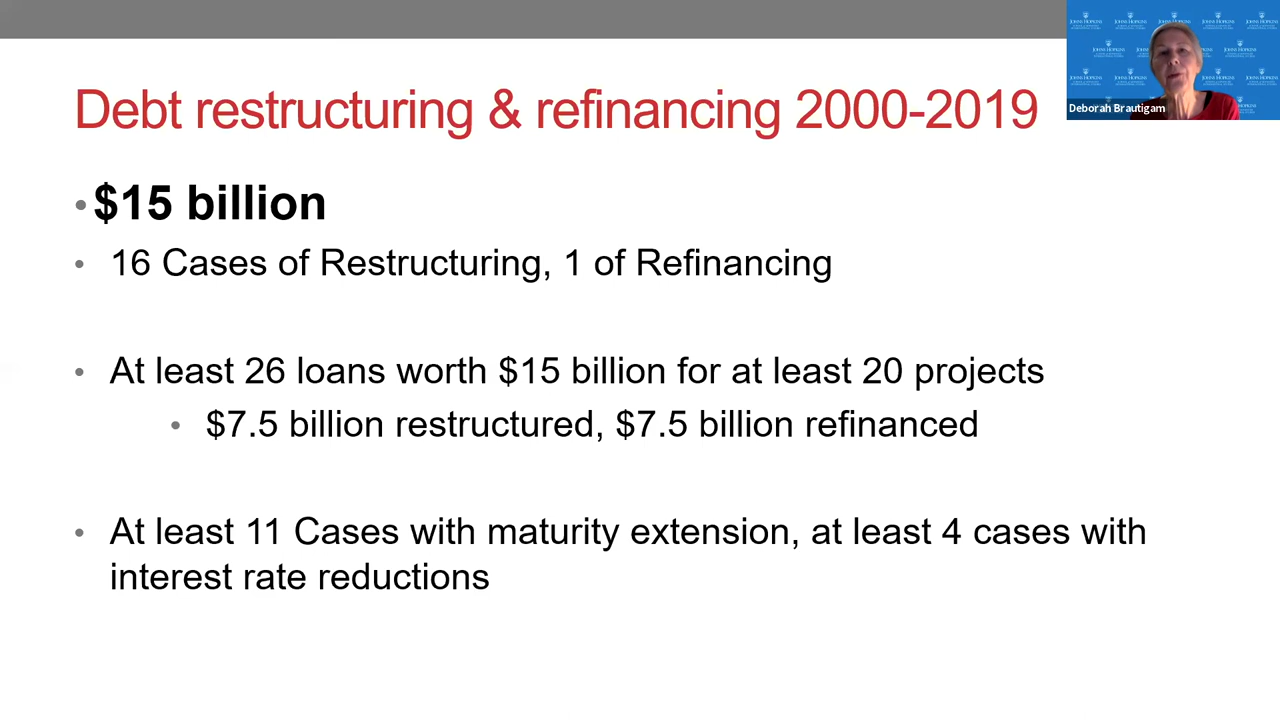 Debt restructuring & refinancing 2000-2019
Deborah Brautigam
• $15 billion
• 16 Cases of Restructuring, 1 of Refinancing
• At least 26 loans worth $15 billion for at least 20 projects
• $7.5 billion restructured, $7.5 billion refinanced
• At least 11 Cases with maturity extension, at least 4 cases with
interest rate reductions